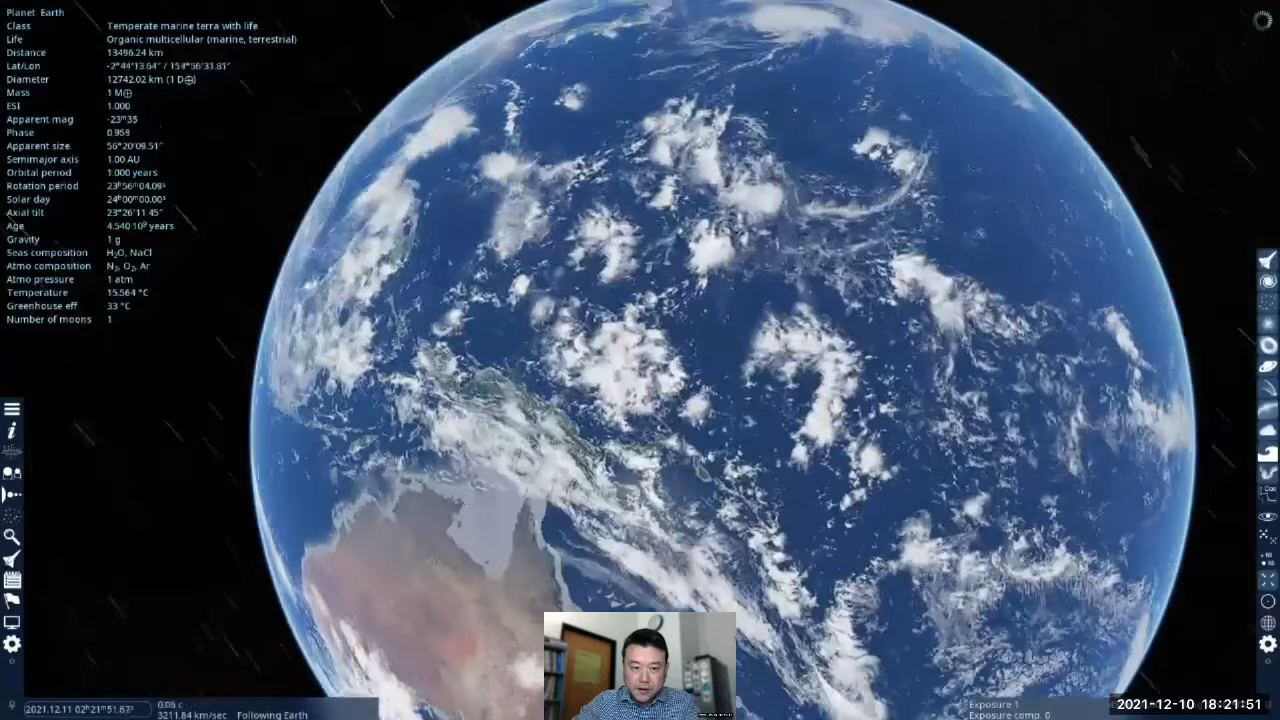 Planet Earth
Class Temperate marine terra with life
Life Organic multicellular (marine, terrestrial)
Distance 13496.24 km
Lat/Lon -2°44'13.64" / 154°56'31.81"
Diameter 12742.02 km (1 D⊕)
Mass 1 M⊕
ESI 1.000
Apparent mag -23ᵐ35
Phase 0.959
Apparent size 56°20'09.51"
Semimajor axis 1.00 AU
Orbital period 1.000 years
Rotation period 23ʰ56ᵐ04.09ˢ
Solar day 24ʰ00ᵐ00.00ˢ
Axial tilt 23°26'11.45"
Age 4.540·10⁹ years
Gravity 1 g
Seas composition H₂O, NaCl
Atmo composition N₂, O₂, Ar
Atmo pressure 1 atm
Temperature 15.564 °C
Greenhouse eff 33 °C
Number of moons 1
2021.12.11 02ʰ21ᵐ51.67ˢ
0.06 c
3211.84 km/sec Following Earth
Exposure 1
Exposure comp. 0
2021-12-10 18:21:51